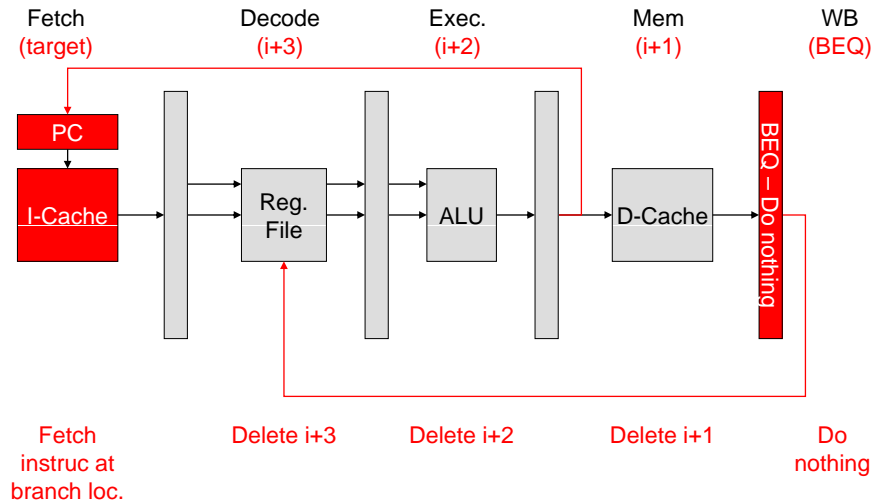 Fetch
(target)
Decode
(i+3)
Exec.
(i+2)
Mem
(i+1)
WB
(BEQ)
PC
I-Cache
Reg.
File
ALU
D-Cache
BEQ – Do nothing
Fetch
instruc at
branch loc.
Delete i+3
Delete i+2
Delete i+1
Do
nothing